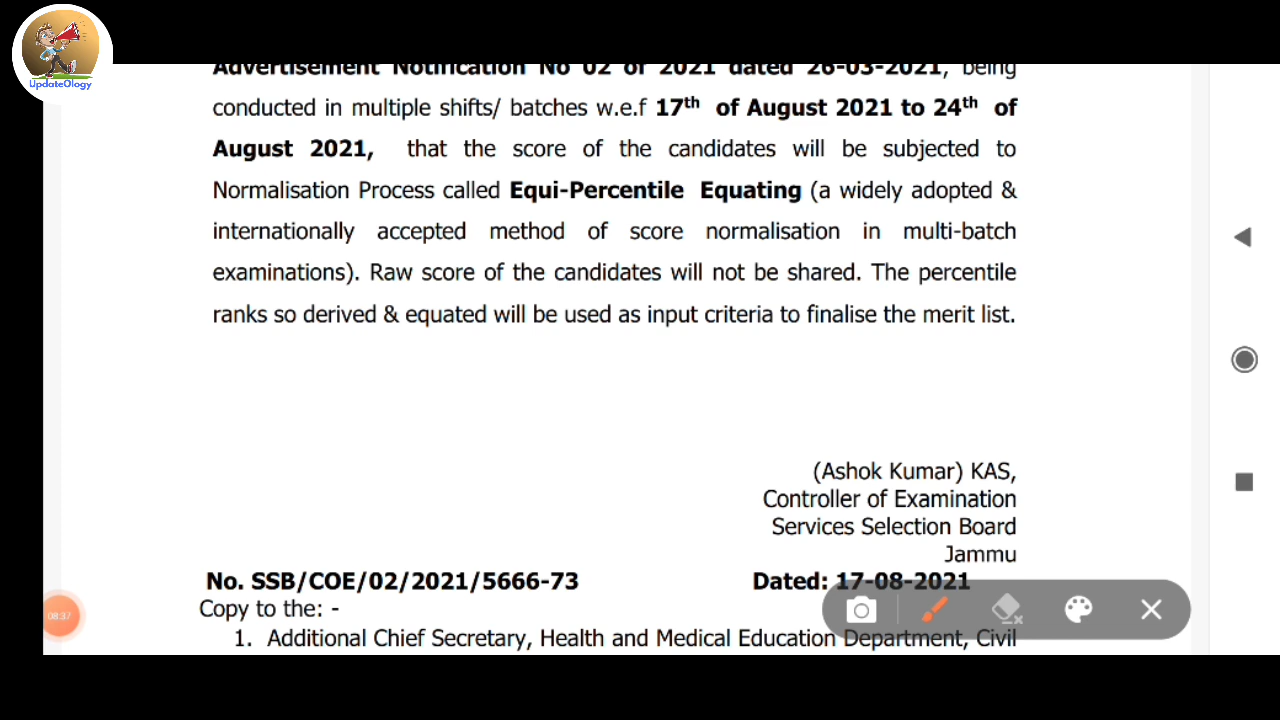 UpdateOlogy
Advertisement Notification No 02 of 2021 dated 26-03-2021, being
conducted in multiple shifts/ batches w.e.f 17th of August 2021 to 24th of
August 2021, that the score of the candidates will be subjected to
Normalisation Process called Equi-Percentile Equating (a widely adopted &
internationally accepted method of score normalisation in multi-batch
examinations). Raw score of the candidates will not be shared. The percentile
ranks so derived & equated will be used as input criteria to finalise the merit list.
(Ashok Kumar) KAS,
Controller of Examination
Services Selection Board
Jammu
No. SSB/COE/02/2021/5666-73 Dated: 17-08-2021
Copy to the: -
08:37
1. Additional Chief Secretary, Health and Medical Education Department, Civil